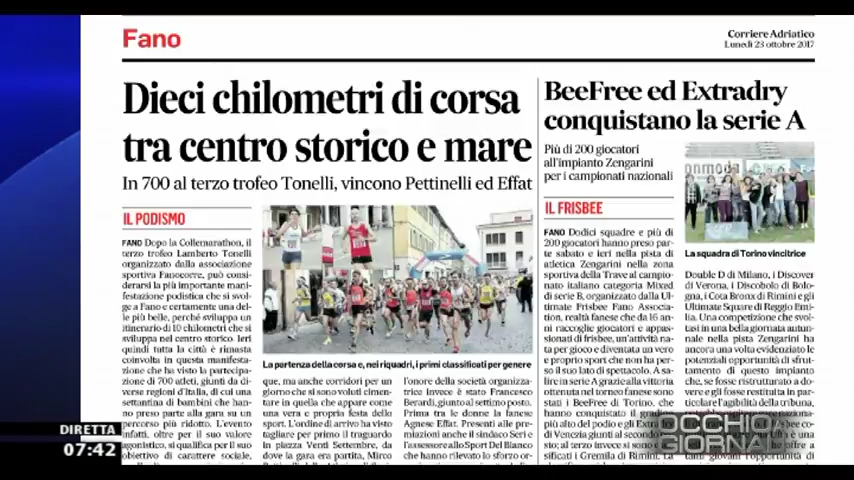 Fano
Corriere Adriatico
Lunedì 23 ottobre 2017
Dieci chilometri di corsa
tra centro storico e mare
In 700 al terzo trofeo Tonelli, vincono Pettinelli ed Effat
IL PODISMO
FANO Dopo la Collemarathon, il
terzo trofeo Lamberto Tonelli
organizzato dalla associazione
sportiva Fanocorre, può consi-
derarsi la più importante mani-
festazione podistica che si svol-
ge a Fano e certamente una del-
le più belle, perché sviluppa un
itinerario di 10 chilometri che si
sviluppa nel centro storico. Ieri
quindi tutta la città è rimasta
coinvolta in questa manifesta-
zione che ha visto la partecipa-
zione di 700 atleti, giunti da di-
verse regioni d'Italia, di cui una
settantina di bambini che han-
no preso parte alla gara su un
percorso più ridotto. L'evento
infatti, oltre per il suo valore
agonistico, si qualifica per il suo
obiettivo di carattere sociale,
La partenza della corsa e, nei riquadri, i primi classificati per genere
que, ma anche corridori per un
giorno che si sono voluti cimen-
tare in quella che appare come
una vera e propria festa dello
sport. L'ordine di arrivo ha visto
tagliare per primo il traguardo
in piazza Venti Settembre, da
dove la gara era partita, Mirco
l'onore della società organizza-
trice invece è stato Francesco
Berardi, giunto al settimo posto.
Prima tra le donne la fanese
Agnese Effat. Presenti alle pre-
miazioni anche il sindaco Seri e
l'assessore allo Sport Del Bianco
che hanno rilevato lo sforzo or-
BeeFree ed Extradry
conquistano la serie A
Più di 200 giocatori
all'impianto Zengarini
per i campionati nazionali
IL FRISBEE
La squadra di Torino vincitrice
FANO Dodici squadre e più di
200 giocatori hanno preso par-
te sabato e ieri nella pista di
atletica Zengarini nella zona
sportiva della Trave al campio-
nato italiano categoria Mixed
di serie B, organizzato dalla Ul-
timate Frisbee Fano Associa-
tion, realtà fanese che da 16 an-
ni raccoglie giocatori e appas-
sionati di frisbee, un'attività na-
ta per gioco e diventata un vero
e proprio sport che non ha per-
so il suo lato di spettacolo. A sa-
lire in serie A grazie alla vittoria
ottenuta nel torneo fanese sono
stati i BeeFree di Torino, che
hanno conquistato il gradino
più alto del podio e gli Extra
di Venezia giunti al secondo
sto; al terzo invece si sono
sificati i Gremila di Rimini.
Double D di Milano, i Discover
di Verona, i Discobolo di Bolo-
gna, i Cota Bronx di Rimini e gli
Ultimate Square di Reggio Emi-
lia. Una competizione che svol-
tasi in una bella giornata autun-
nale nella pista Zengarini ha
ancora una volta evidenziato le
potenziali opportunità di sfrut-
tamento di questo impianto
che, se fosse ristrutturato a do-
vere e gli fosse restituita in par-
ticolare l'agibilità della tribuna,
OCCHIO
GIORNALI
DIRETTA
07:42